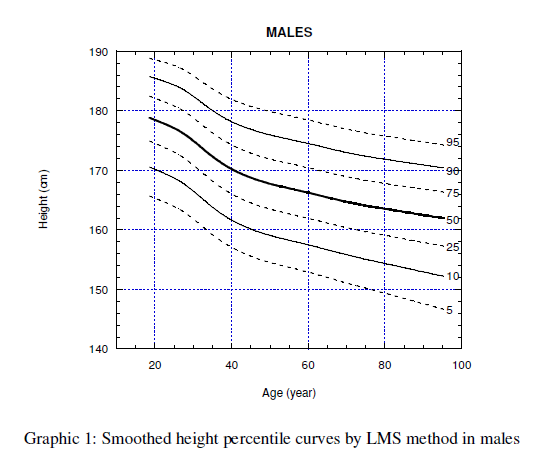 MALES
190
180
170
160
150
140
Height (cm)
95
90
75
50
25
10
5
20 40 60 80 100
Age (year)
Graphic 1: Smoothed height percentile curves by LMS method in males